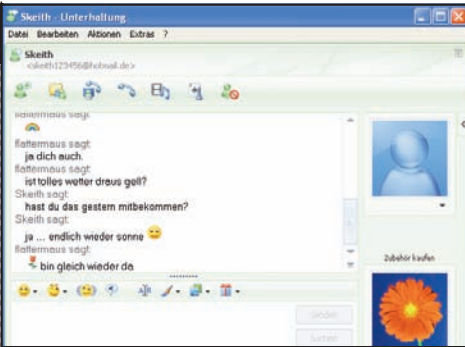 Skeith - Unterhaltung
Datei Bearbeiten Aktionen Extras ?
Skeith
<skeith123456@hotmail.de>
flattermaus sagt:
ja dich auch.
flattermaus sagt:
ist tolles wetter draus gell?
Skeith sagt:
hast du das gestern mitbekommen?
Skeith sagt:
ja ... endlich wieder sonne
flattermaus sagt:
bin gleich wieder da
Zubehör kaufen
Senden
Suchen